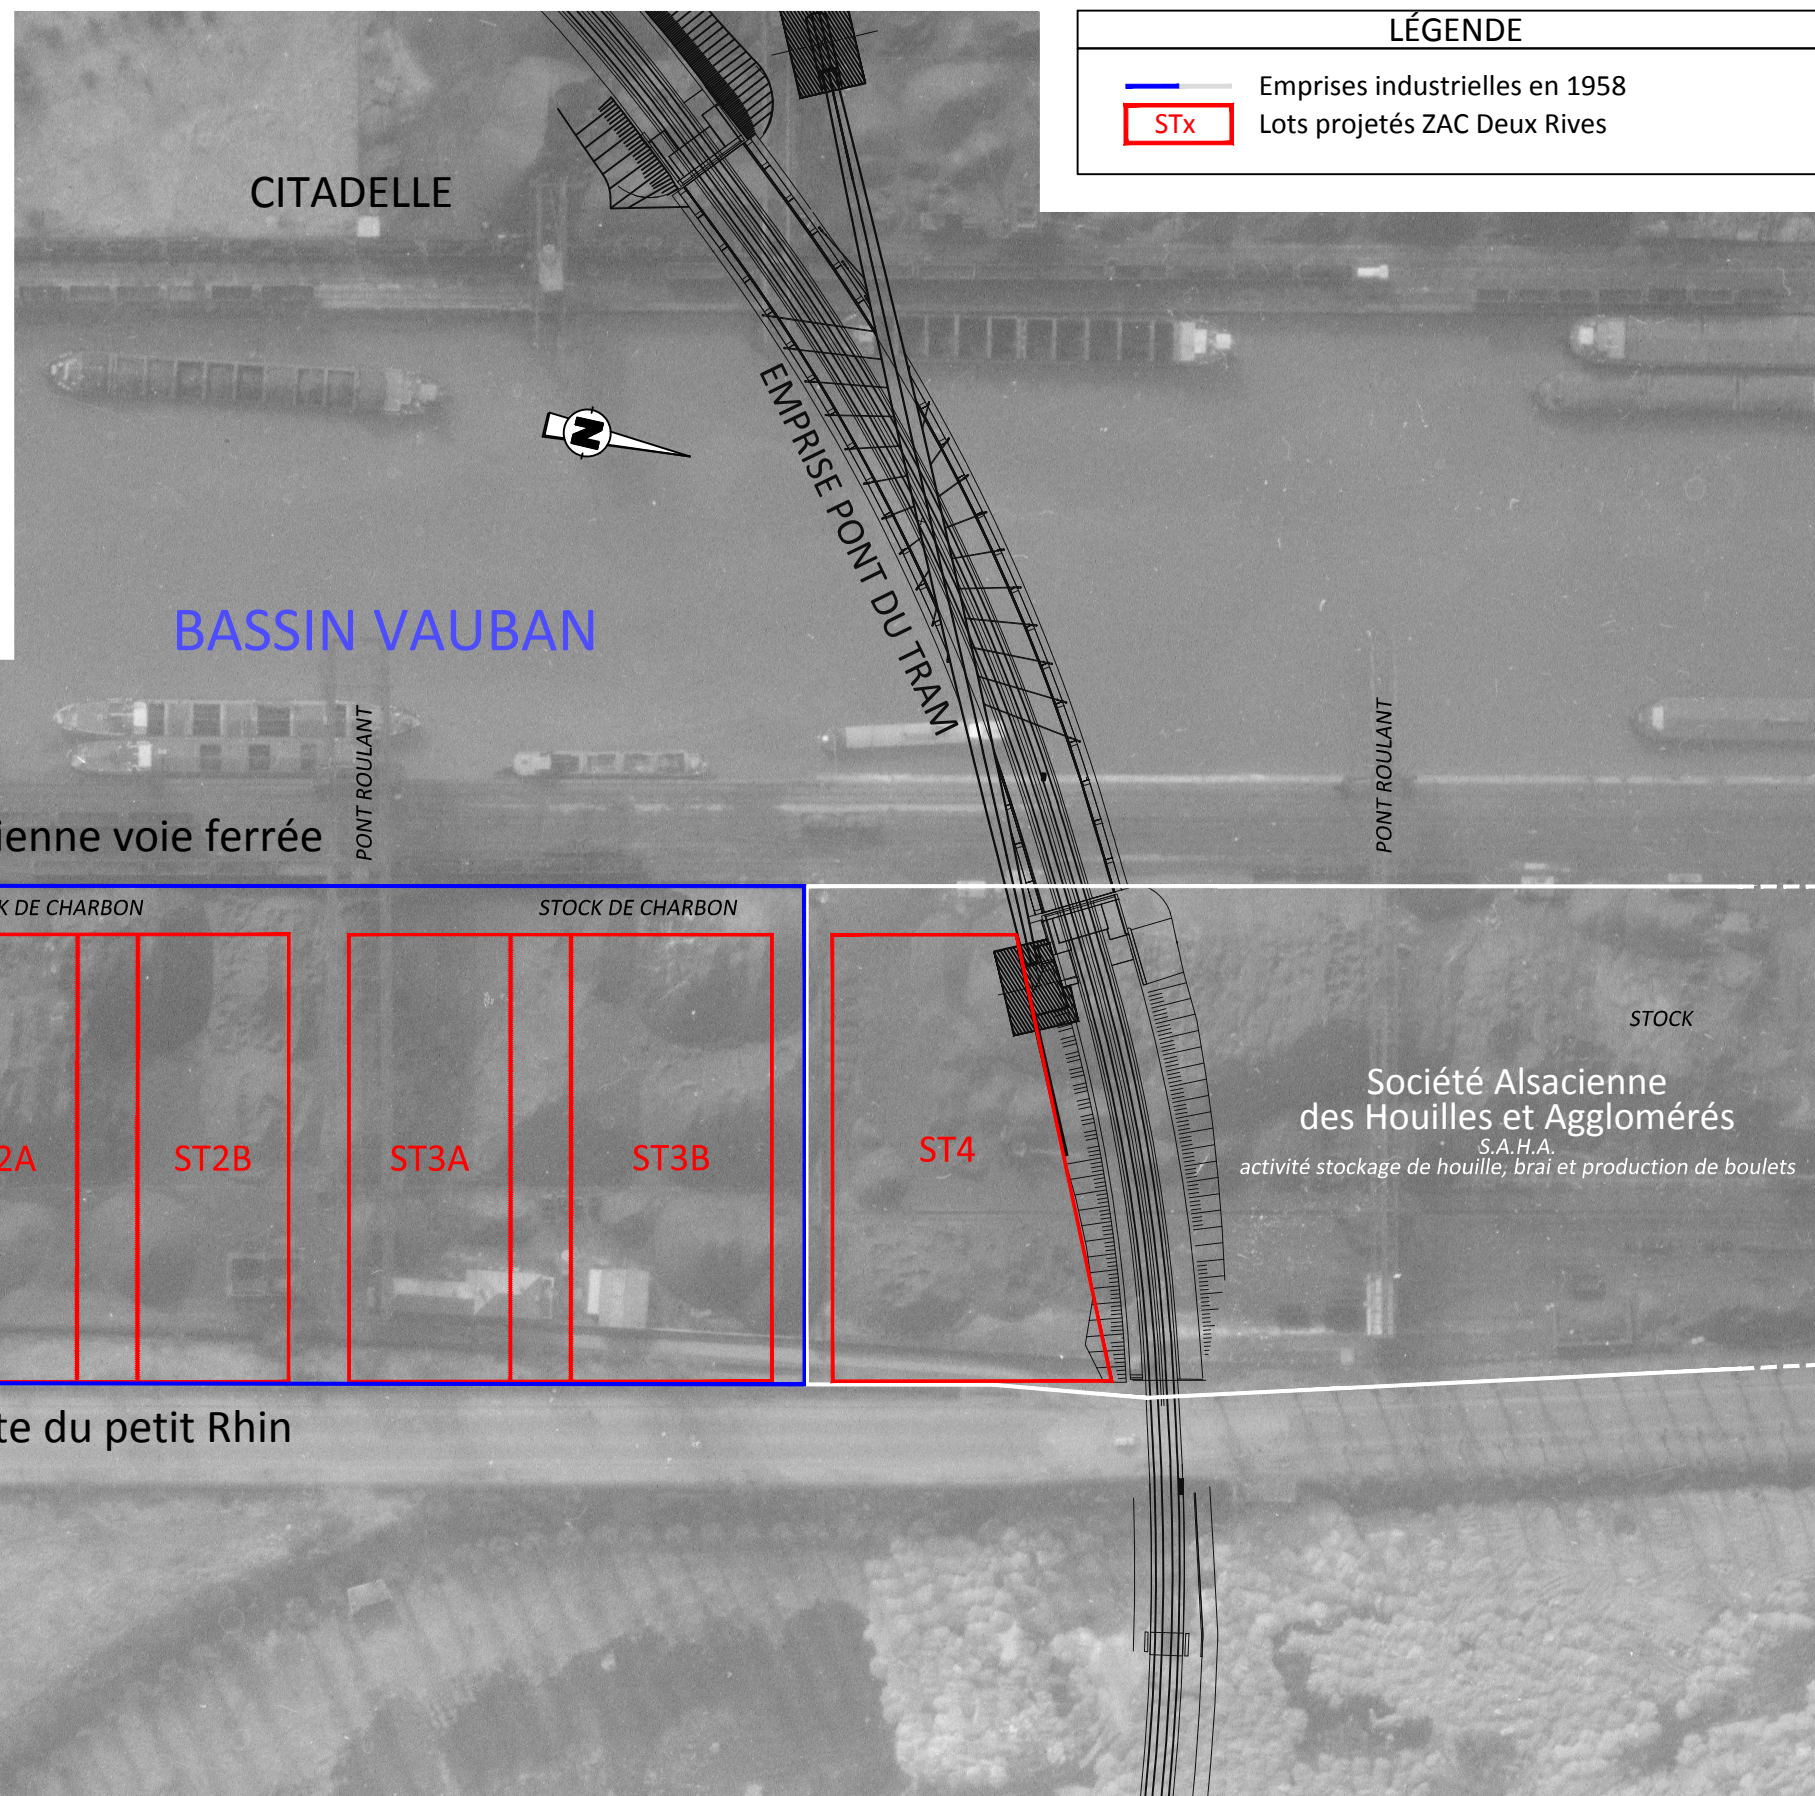 LÉGENDE
Emprises industrielles en 1958
STx
Lots projetés ZAC Deux Rives
CITADELLE
N
EMPRISE PONT DU TRAM
BASSIN VAUBAN
PONT ROULANT
PONT ROULANT
ienne voie ferrée
K DE CHARBON
STOCK DE CHARBON
STOCK
Société Alsacienne
des Houilles et Agglomérés
S.A.H.A.
activité stockage de houille, brai et production de boulets
2A
ST2B
ST3A
ST3B
ST4
te du petit Rhin